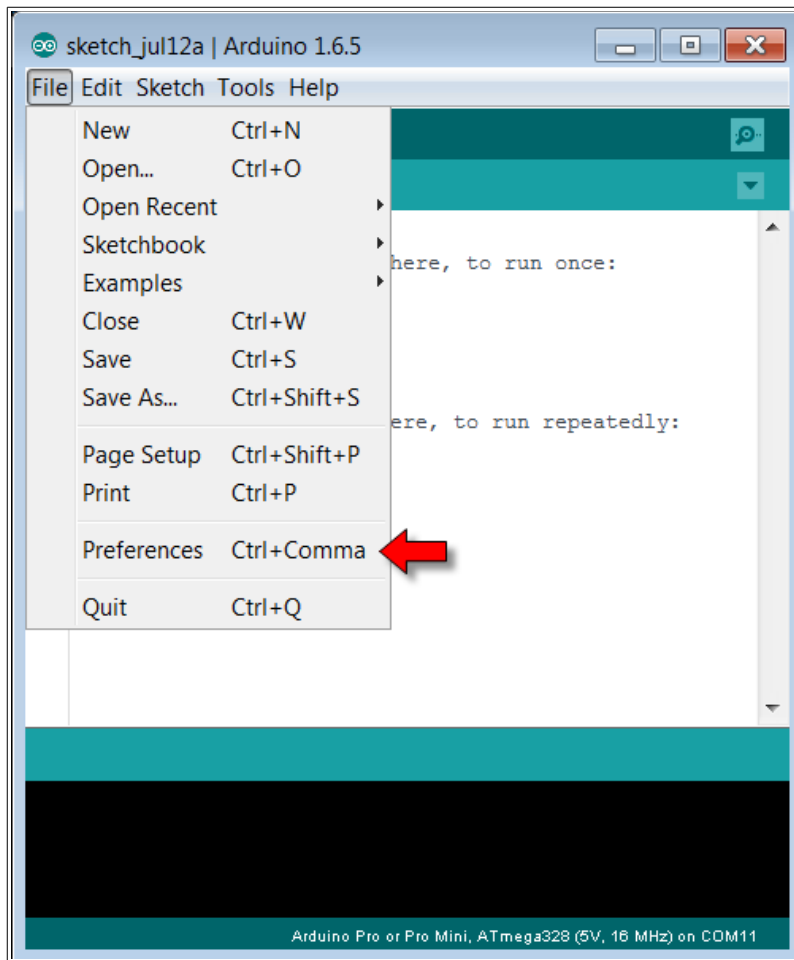 sketch_jul12a | Arduino 1.6.5
File Edit Sketch Tools Help
New Ctrl+N
Open... Ctrl+O
Open Recent
Sketchbook
here, to run once:
Examples
Close Ctrl+W
Save Ctrl+S
Save As... Ctrl+Shift+S
ere, to run repeatedly:
Page Setup Ctrl+Shift+P
Print Ctrl+P
Preferences Ctrl+Comma
Quit Ctrl+Q
Arduino Pro or Pro Mini, ATmega328 (5V, 16 MHz) on COM11